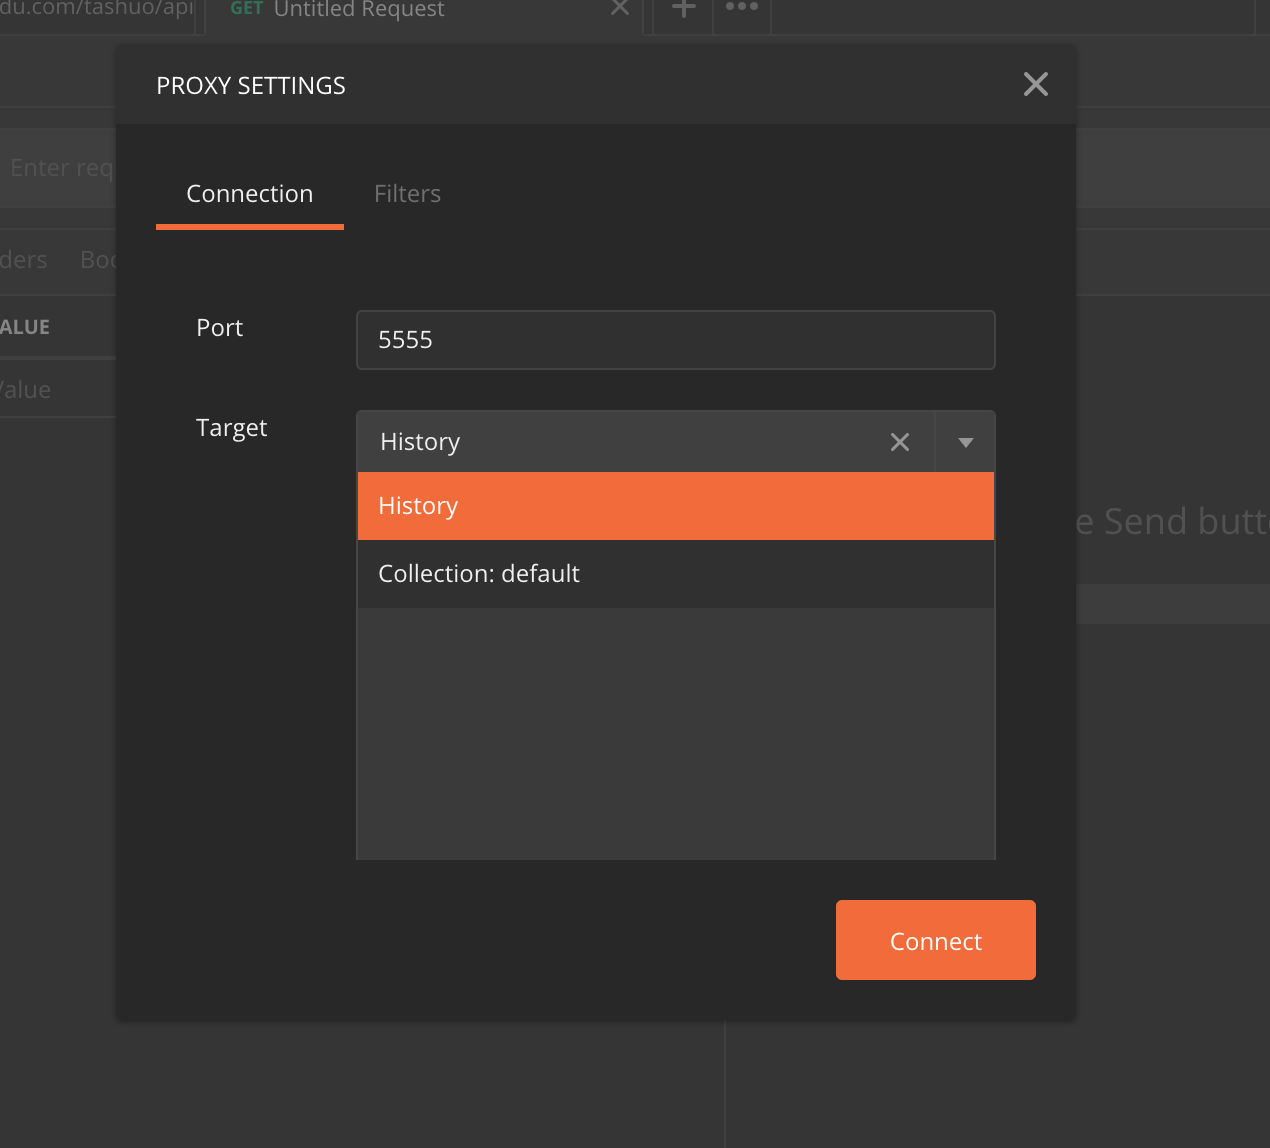 du.com/tashuo/api
GET Untitled Request
PROXY SETTINGS
Enter req
Connection Filters
ders Boo
ALUE
Port 5555
Value
Target History
History
e Send butt
Collection: default
Connect